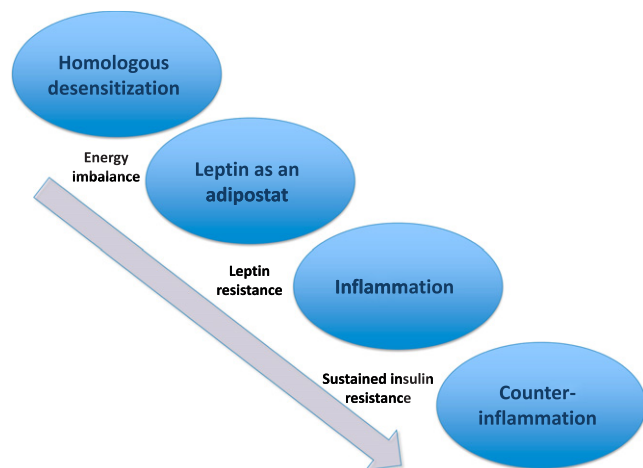 Homologous
desensitization
Energy
imbalance
Leptin as an
adipostat
Leptin
resistance
Inflammation
Sustained insulin
resistance
Counter-
inflammation